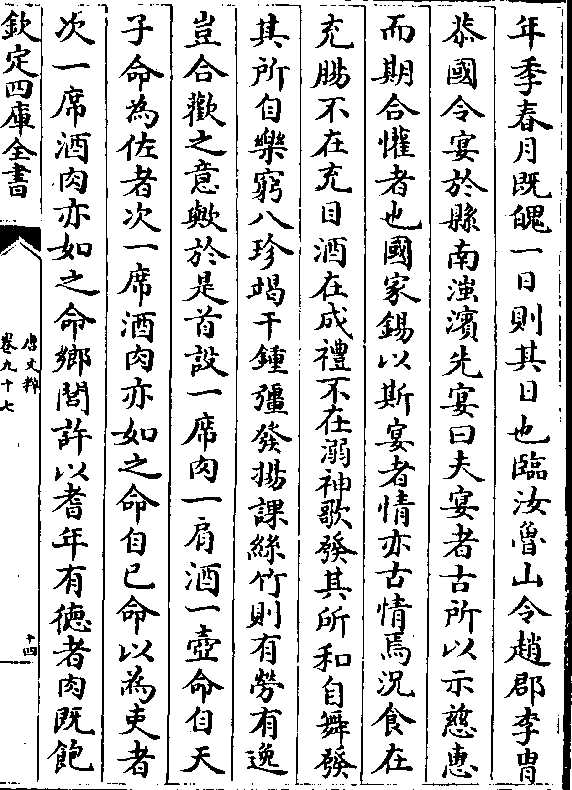 年季春月既魄一日則其日也臨汝魯山令趙郡李胄
恭國令宴於縣南滍濱先宴曰夫宴者古所以示慈惠
而期合懽者也國家錫以斯宴者情亦古情焉況食在
充腸不在充目酒在成禮不在溺神歌發其所和自舞發
其所自樂窮八珍竭千鍾彊發揚課絲竹則有勞有逸
豈合歡之意歟於是首設一席肉一肩酒一壺命自天
子命為佐者次一席酒肉亦如之命自已命以為吏者
次一席酒肉亦如之命鄉閭許以耆年有徳者肉既飽
欽定四庫全書
唐文粹
卷九十七
十四